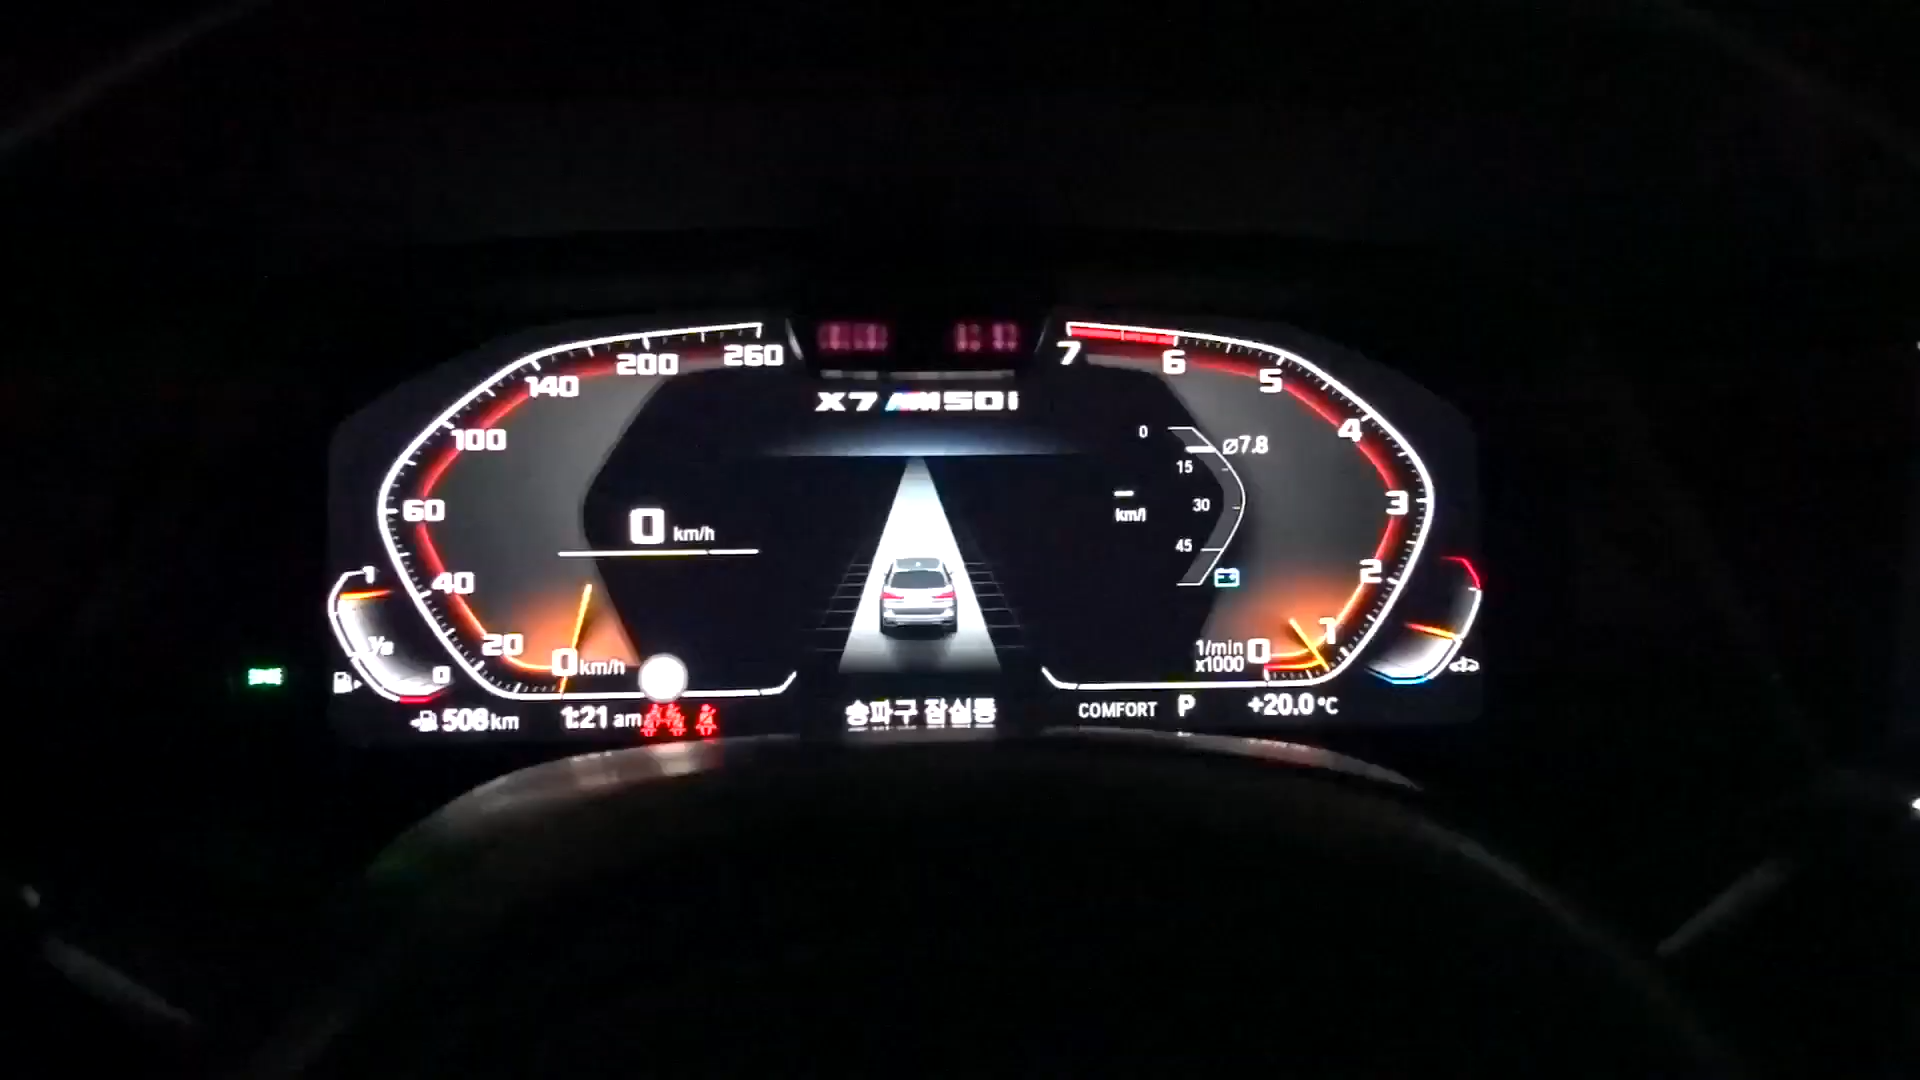 X7 M50i
260
200
140
100
60
40
20
0 km/h
0 km/h
1
½
0
508 km
1:21 am
송파구 잠실동
7
6
5
4
3
2
1
0
1/min
x1000
0
15
30
45
⌀7.8
km/l
COMFORT P
+20.0°C